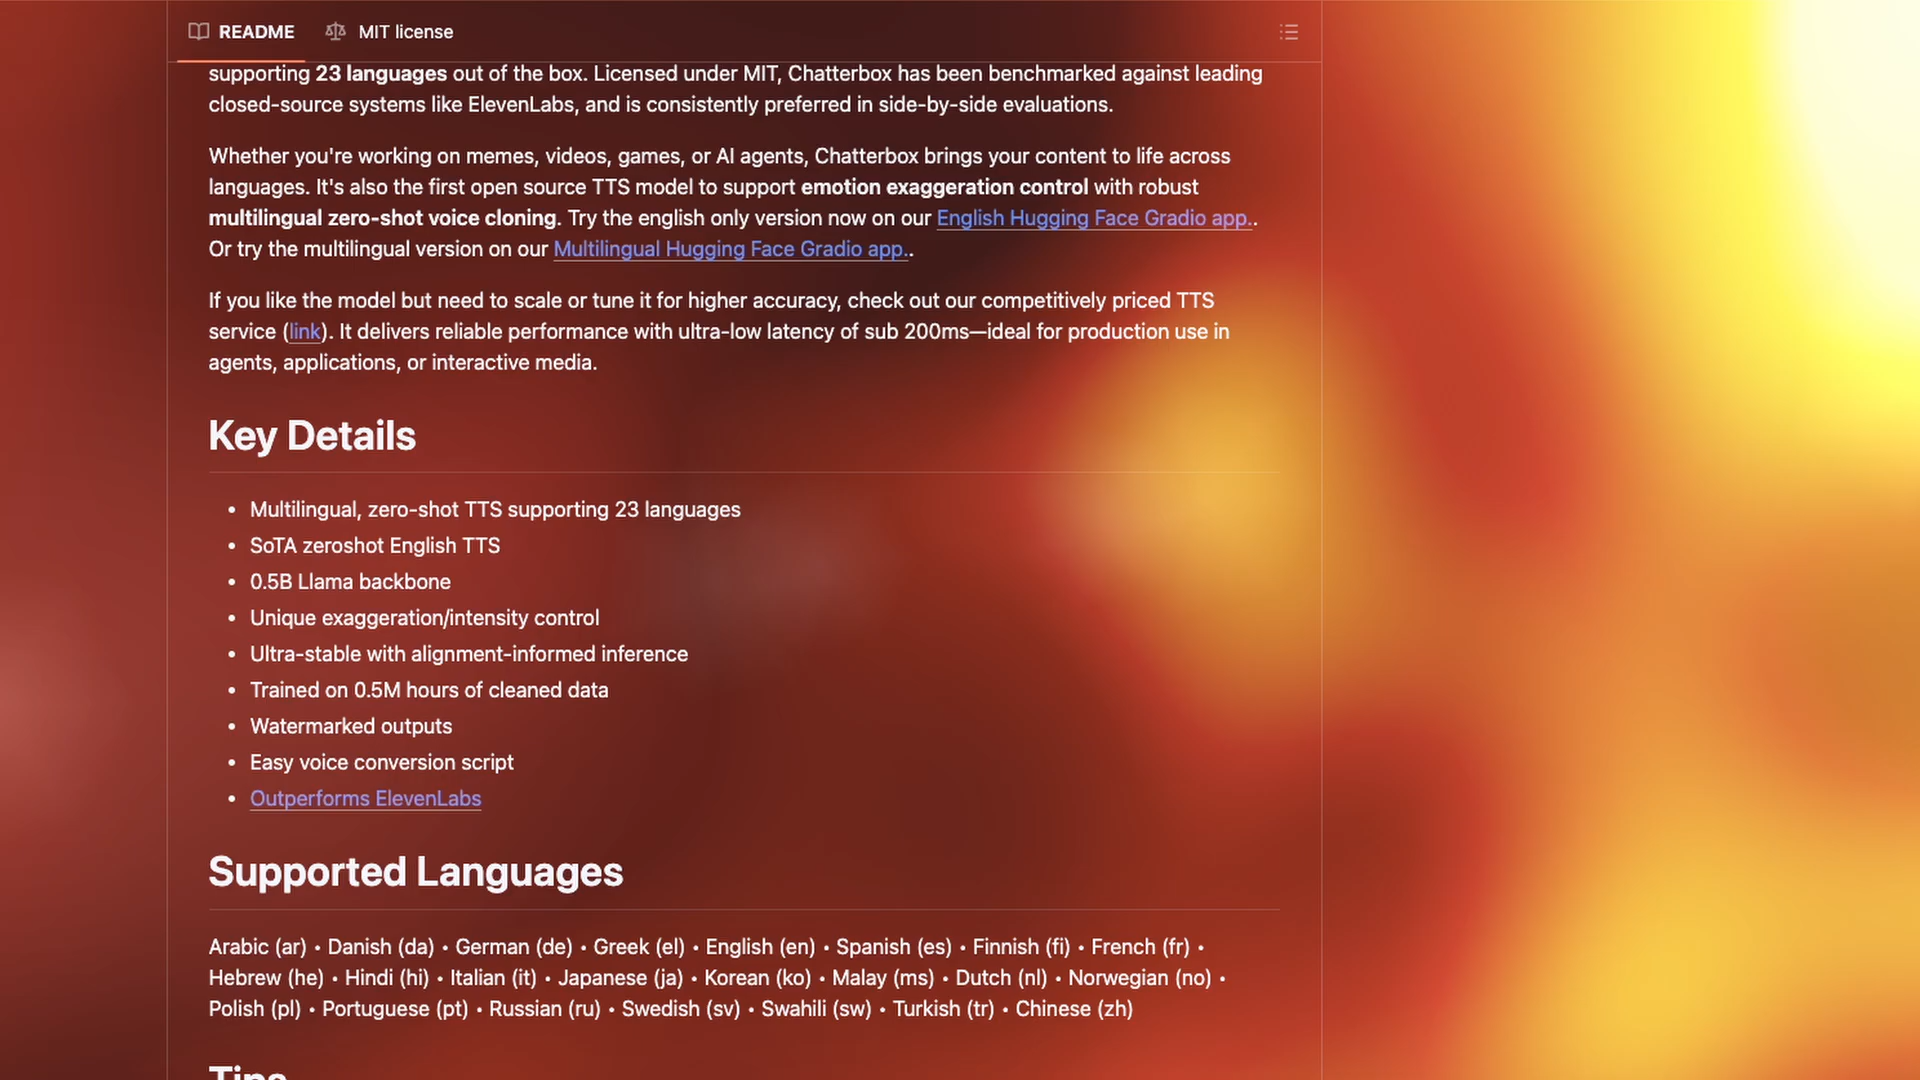 README
MIT license
supporting 23 languages out of the box. Licensed under MIT, Chatterbox has been benchmarked against leading
closed-source systems like ElevenLabs, and is consistently preferred in side-by-side evaluations.
Whether you're working on memes, videos, games, or AI agents, Chatterbox brings your content to life across
languages. It's also the first open source TTS model to support emotion exaggeration control with robust
multilingual zero-shot voice cloning. Try the english only version now on our English Hugging Face Gradio app..
Or try the multilingual version on our Multilingual Hugging Face Gradio app..
If you like the model but need to scale or tune it for higher accuracy, check out our competitively priced TTS
service (link). It delivers reliable performance with ultra-low latency of sub 200ms—ideal for production use in
agents, applications, or interactive media.
Key Details
• Multilingual, zero-shot TTS supporting 23 languages
• SoTA zeroshot English TTS
• 0.5B Llama backbone
• Unique exaggeration/intensity control
• Ultra-stable with alignment-informed inference
• Trained on 0.5M hours of cleaned data
• Watermarked outputs
• Easy voice conversion script
• Outperforms ElevenLabs
Supported Languages
Arabic (ar) • Danish (da) • German (de) • Greek (el) • English (en) • Spanish (es) • Finnish (fi) • French (fr) •
Hebrew (he) • Hindi (hi) • Italian (it) • Japanese (ja) • Korean (ko) • Malay (ms) • Dutch (nl) • Norwegian (no) •
Polish (pl) • Portuguese (pt) • Russian (ru) • Swedish (sv) • Swahili (sw) • Turkish (tr) • Chinese (zh)
Tips